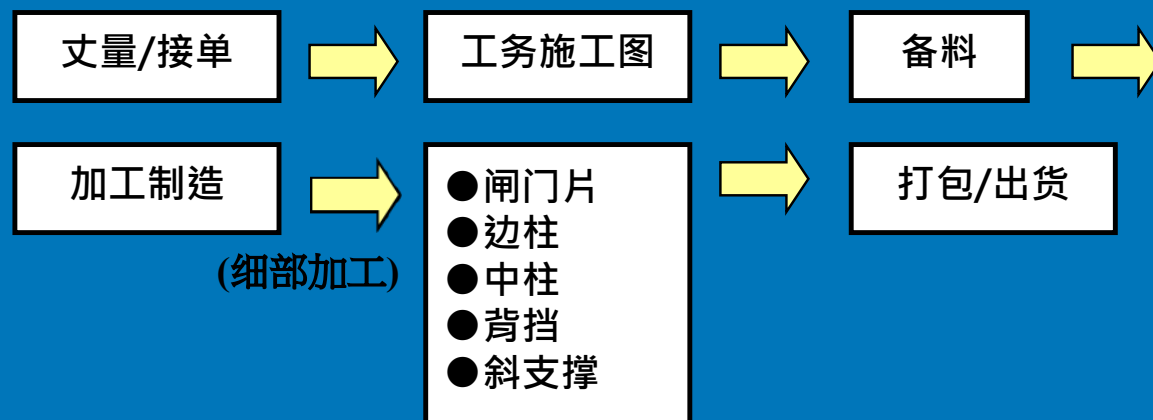 丈量/接单
工务施工图
备料
加工制造
(细部加工)
●闸门片
●边柱
●中柱
●背挡
●斜支撑
打包/出货